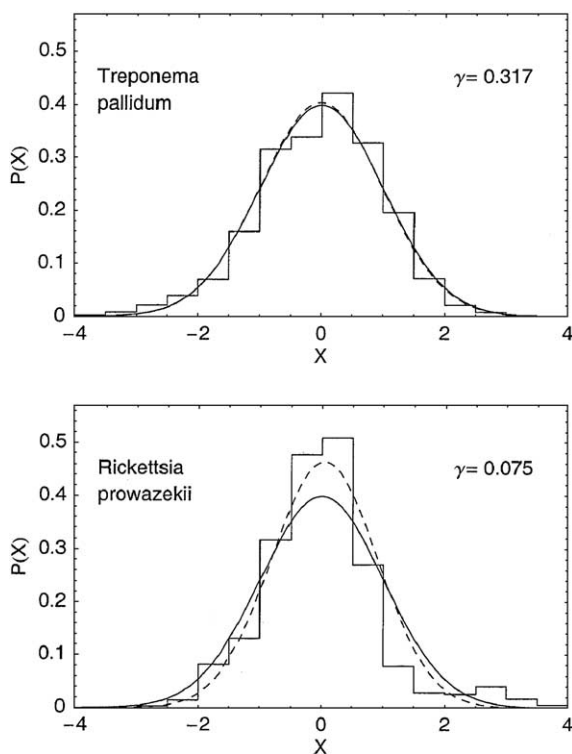 0.5
Treponema
pallidum
γ= 0.317
0.4
0.3
P(X)
0.2
0.1
0
−4
−2
0
2
4
X
0.5
Rickettsia
prowazekii
γ= 0.075
0.4
0.3
P(X)
0.2
0.1
0
−4
−2
0
2
4
X